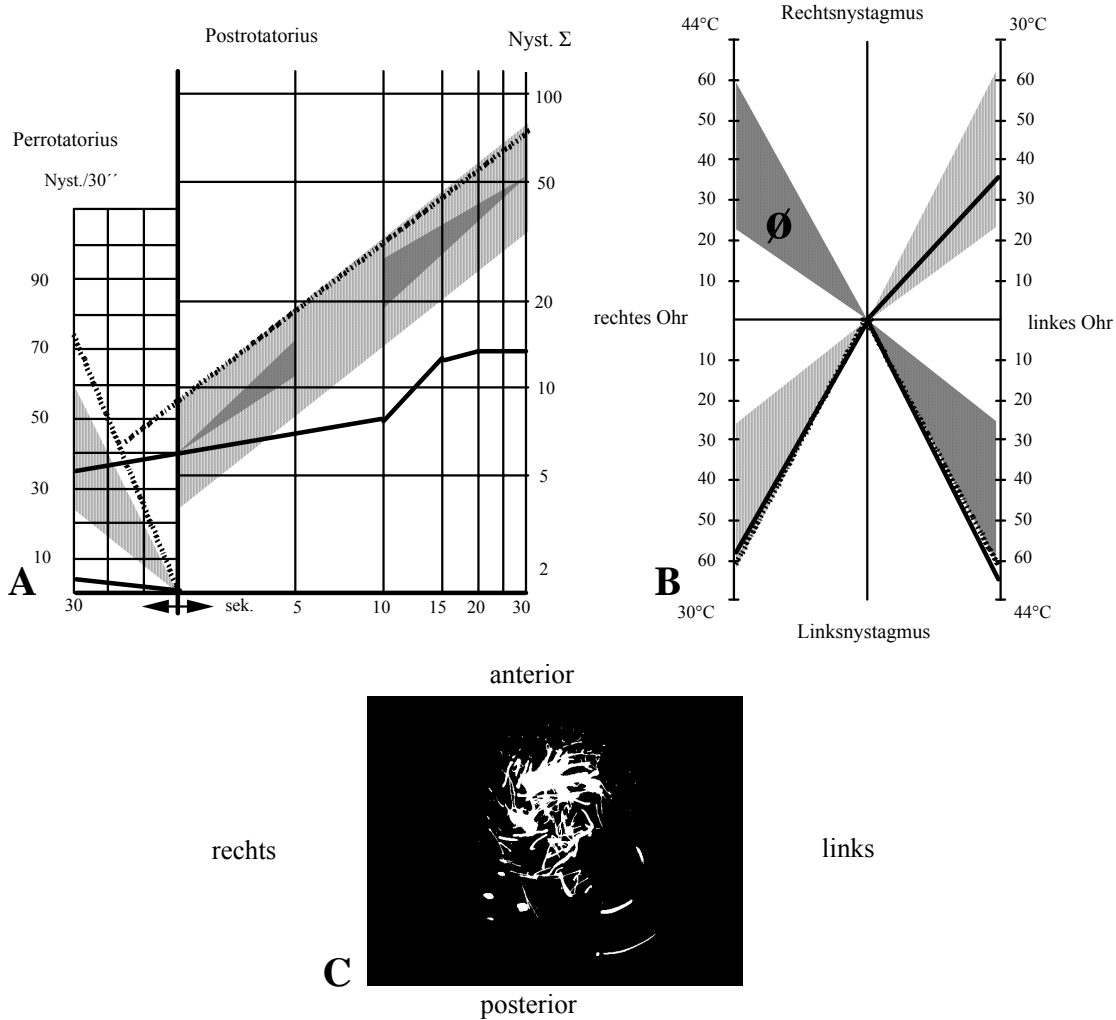 Postrotatorius
Nyst. Σ
Perrotatorius
Nyst./30´´
90
70
50
30
10
100
50
20
10
5
2
A
30
sek.
5
10
15
20
30
Rechtsnystagmus
44°C
30°C
60
50
40
30
20
10
60
50
40
30
20
10
Ø
rechtes Ohr
linkes Ohr
10
20
30
40
50
60
10
20
30
40
50
60
B
30°C
44°C
Linksnystagmus
anterior
rechts
links
C
posterior